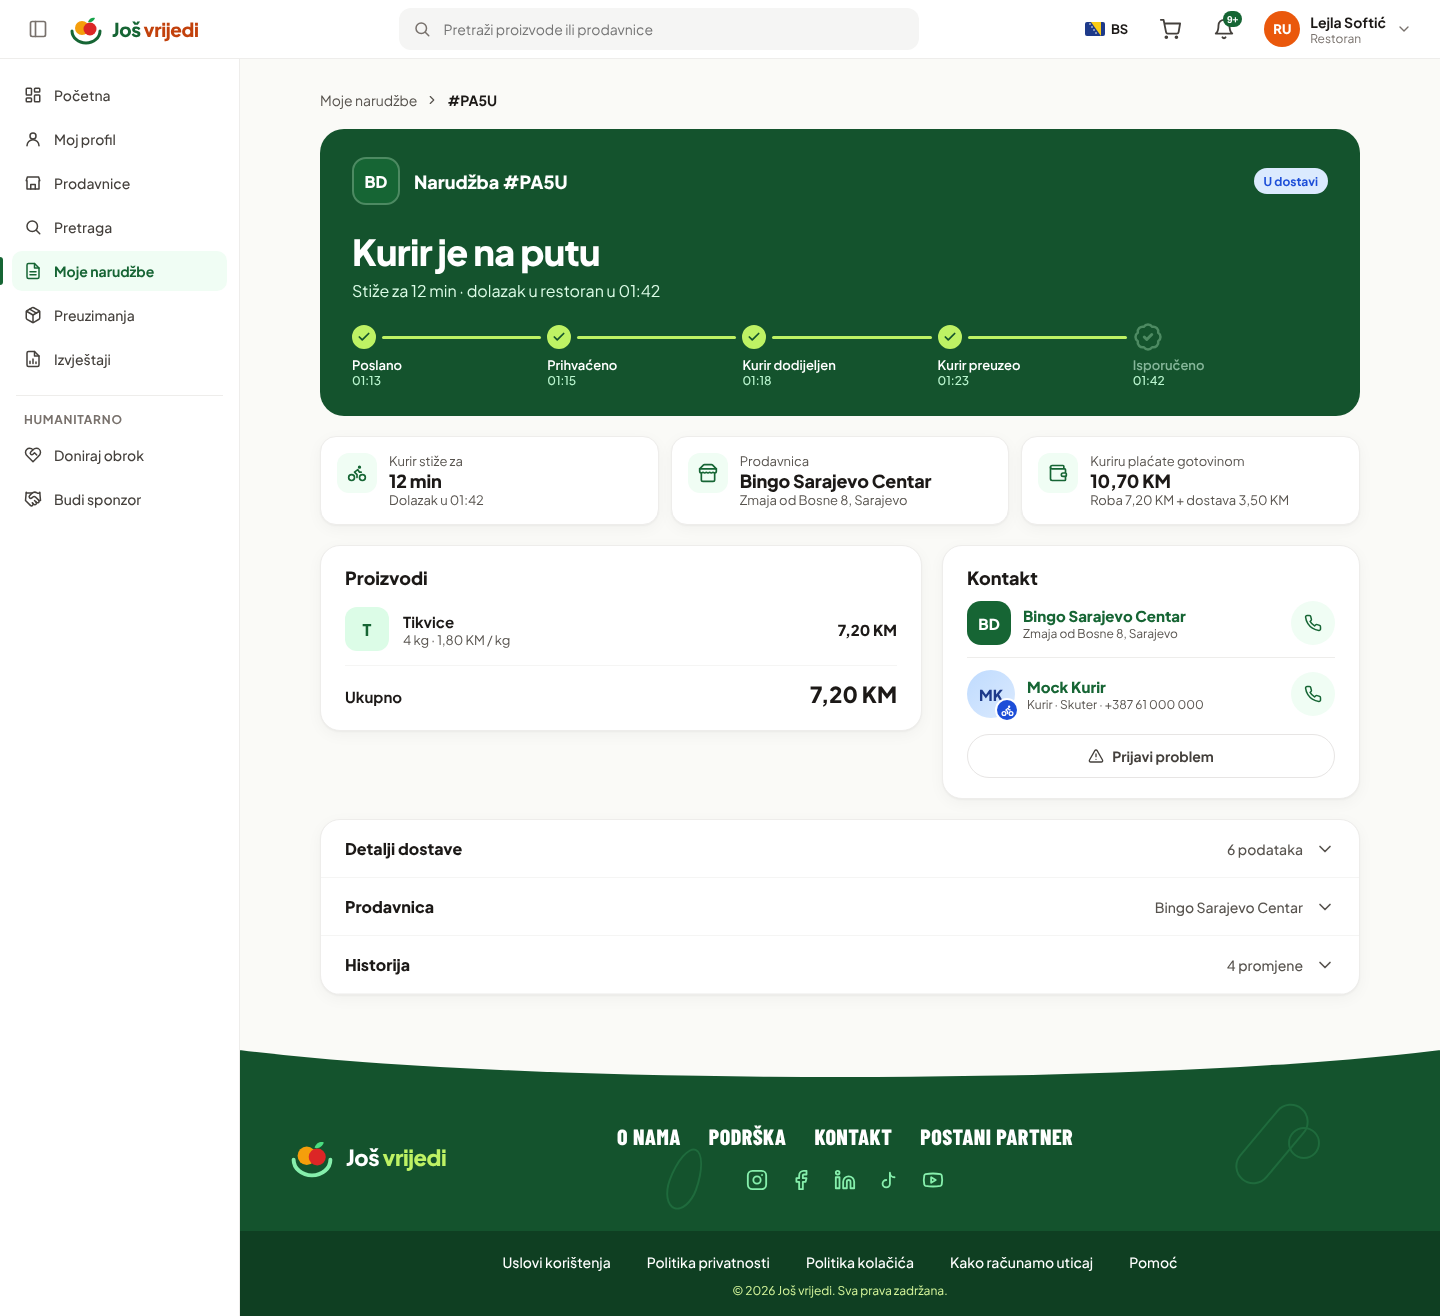 Još vrijedi
Pretraži proizvode ili prodavnice
BS
9+
RU
Lejla Softić
Restoran
Početna
Moj profil
Prodavnice
Pretraga
Moje narudžbe
Preuzimanja
Izvještaji
HUMANITARNO
Doniraj obrok
Budi sponzor
Moje narudžbe > #PA5U
BD
Narudžba #PA5U
U dostavi
Kurir je na putu
Stiže za 12 min · dolazak u restoran u 01:42
Poslano
01:13
Prihvaćeno
01:15
Kurir dodijeljen
01:18
Kurir preuzeo
01:23
Isporučeno
01:42
Kurir stiže za
12 min
Dolazak u 01:42
Prodavnica
Bingo Sarajevo Centar
Zmaja od Bosne 8, Sarajevo
Kuriru plaćate gotovinom
10,70 KM
Roba 7,20 KM + dostava 3,50 KM
Proizvodi
T
Tikvice
4 kg · 1,80 KM / kg
7,20 KM
Ukupno
7,20 KM
Kontakt
BD
Bingo Sarajevo Centar
Zmaja od Bosne 8, Sarajevo
MK
Mock Kurir
Kurir · Skuter · +387 61 000 000
Prijavi problem
Detalji dostave
6 podataka
Prodavnica
Bingo Sarajevo Centar
Historija
4 promjene
Još vrijedi
O NAMA PODRŠKA KONTAKT POSTANI PARTNER
Uslovi korištenja Politika privatnosti Politika kolačića Kako računamo uticaj Pomoć
© 2026 Još vrijedi. Sva prava zadržana.